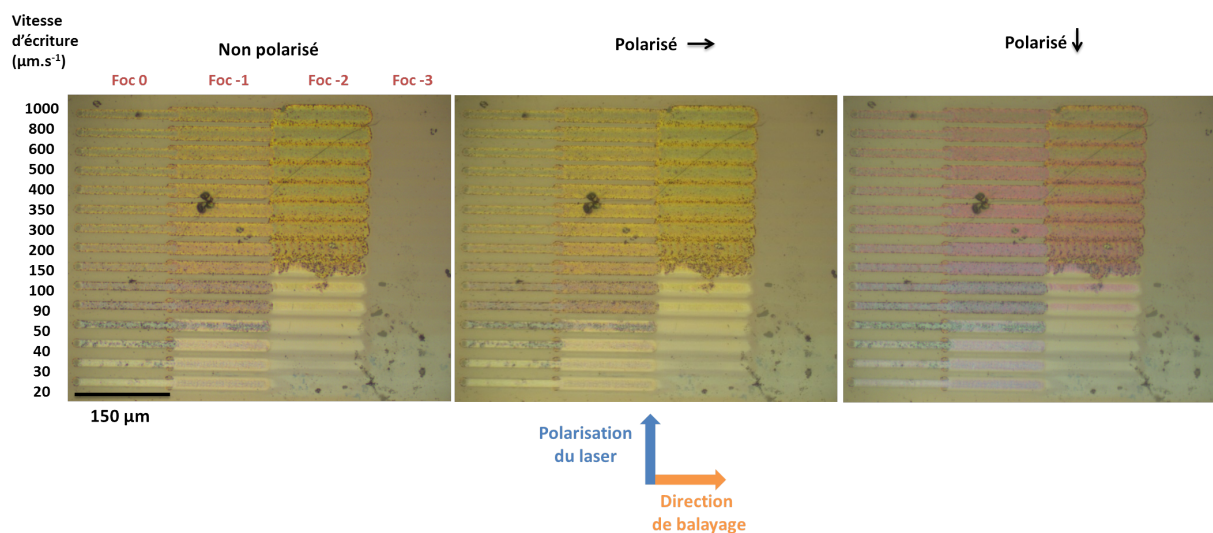 Vitesse
d'écriture
(µm.s-1)
Non polarisé
Polarisé
Polarisé
Foc 0
Foc -1
Foc -2
Foc -3
1000
800
600
500
400
350
300
200
150
100
90
50
40
30
20
150 µm
Polarisation
du laser
Direction
de balayage